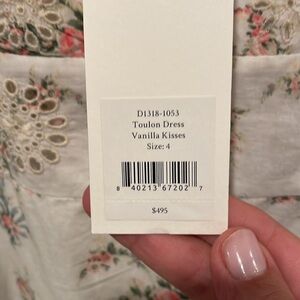 D1318-1053
Toulon Dress
Vanilla Kisses
Size: 4
8 40213 67202 7
$495